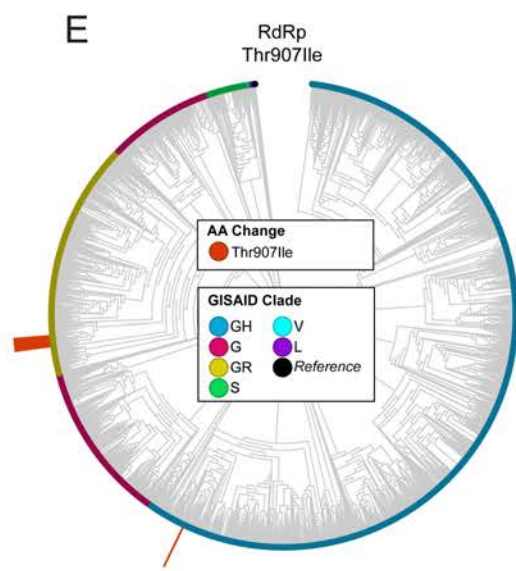 E
RdRp
Thr907Ile
AA Change
Thr907Ile
GISAID Clade
GH
V
G
L
GR
Reference
S